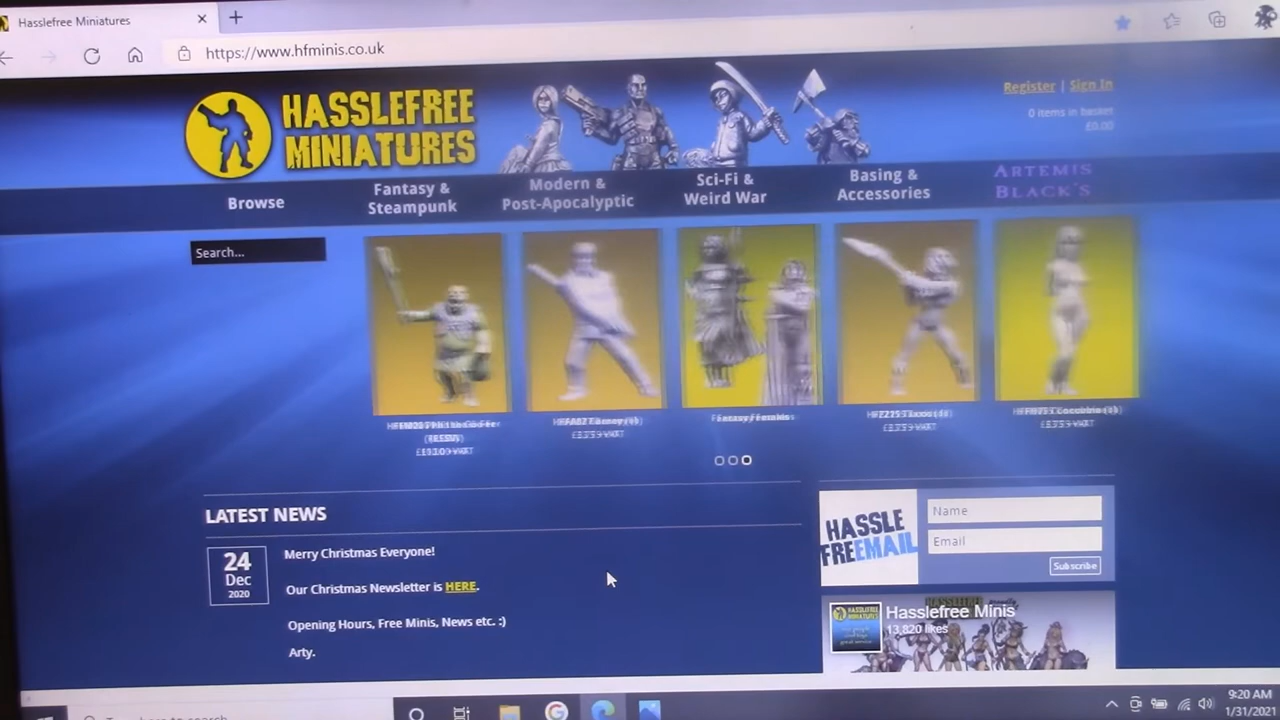 Hasslefree Miniatures
https://www.hfminis.co.uk
HASSLEFREE
MINIATURES
Register | Sign In
0 items in basket
£0.00
Browse
Fantasy &
Steampunk
Modern &
Post-Apocalyptic
Sci-Fi &
Weird War
Basing &
Accessories
ARTEMIS
BLACK'S
Search...
LATEST NEWS
24
Dec
2020
Merry Christmas Everyone!
Our Christmas Newsletter is HERE.
Opening Hours, Free Minis, News etc. :)
Arty.
HASSLE
FREEMAIL
Name
Email
Subscribe
Hasslefree Minis
13,820 likes
9:20 AM
1/31/2021